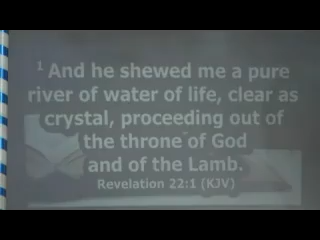 1 And he shewed me a pure
river of water of life, clear as
crystal, proceeding out of
the throne of God
and of the Lamb.
Revelation 22:1 (KJV)